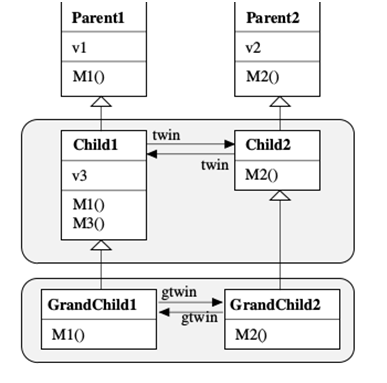 Parent1
v1
M1()
Parent2
v2
M2()
Child1
v3
M1()
M3()
twin
twin
Child2
M2()
GrandChild1
M1()
gtwin
gtwin
GrandChild2
M2()